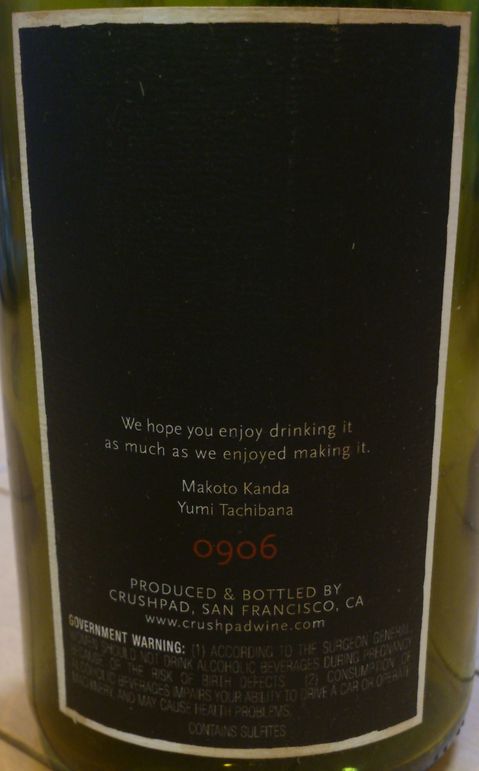 We hope you enjoy drinking it
as much as we enjoyed making it.
Makoto Kanda
Yumi Tachibana
0906
PRODUCED & BOTTLED BY
CRUSHPAD, SAN FRANCISCO, CA
www.crushpadwine.com
GOVERNMENT WARNING: (1) ACCORDING TO THE SURGEON GENERAL,
WOMEN SHOULD NOT DRINK ALCOHOLIC BEVERAGES DURING PREGNANCY
BECAUSE OF THE RISK OF BIRTH DEFECTS. (2) CONSUMPTION OF
ALCOHOLIC BEVERAGES IMPAIRS YOUR ABILITY TO DRIVE A CAR OR OPERATE
MACHINERY, AND MAY CAUSE HEALTH PROBLEMS.
CONTAINS SULFITES